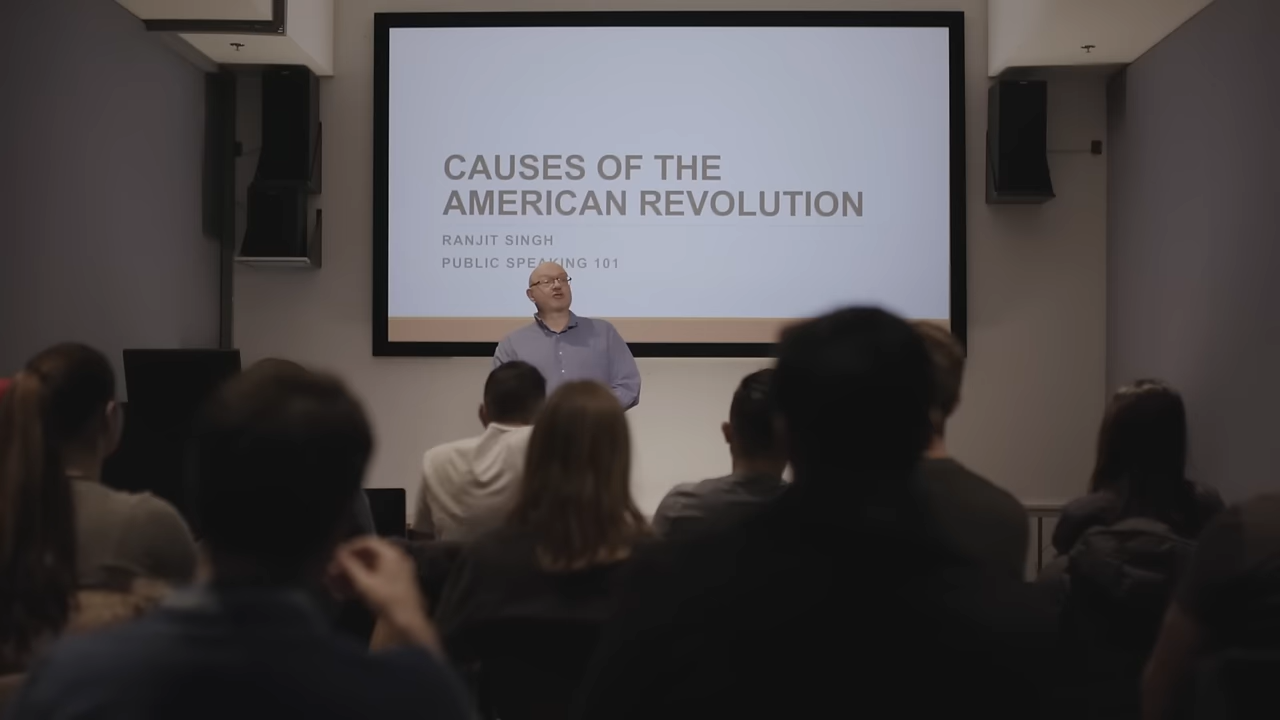 CAUSES OF THE
AMERICAN REVOLUTION
RANJIT SINGH
PUBLIC SPEAKING 101